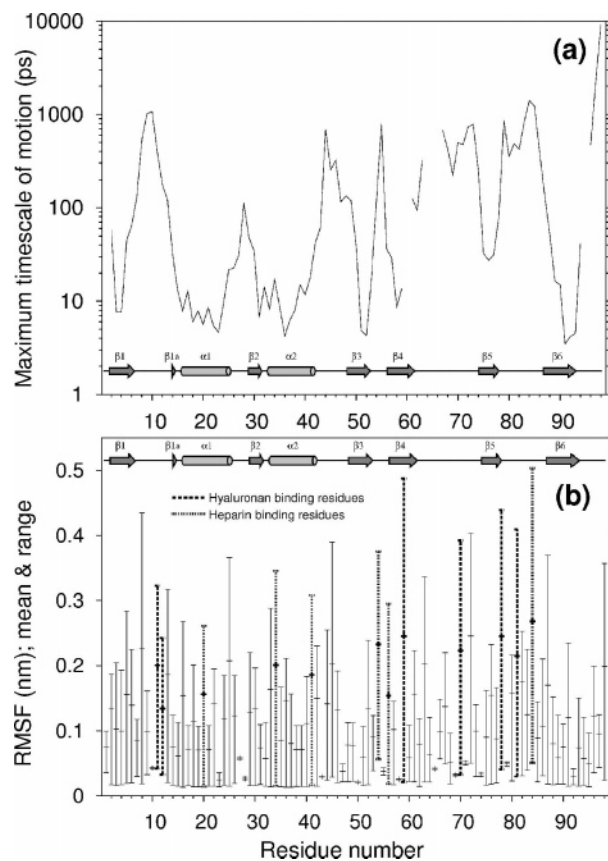 (a)
Maximum timescale of motion (ps)
10000
1000
100
10
1
β1 β1a α1 β2 α2 β3 β4 β5 β6
10 20 30 40 50 60 70 80 90
β1 β1a α1 β2 α2 β3 β4 β5 β6
(b)
Hyaluronan binding residues
Heparin binding residues
RMSF (nm); mean & range
0.5
0.4
0.3
0.2
0.1
0
10 20 30 40 50 60 70 80 90
Residue number